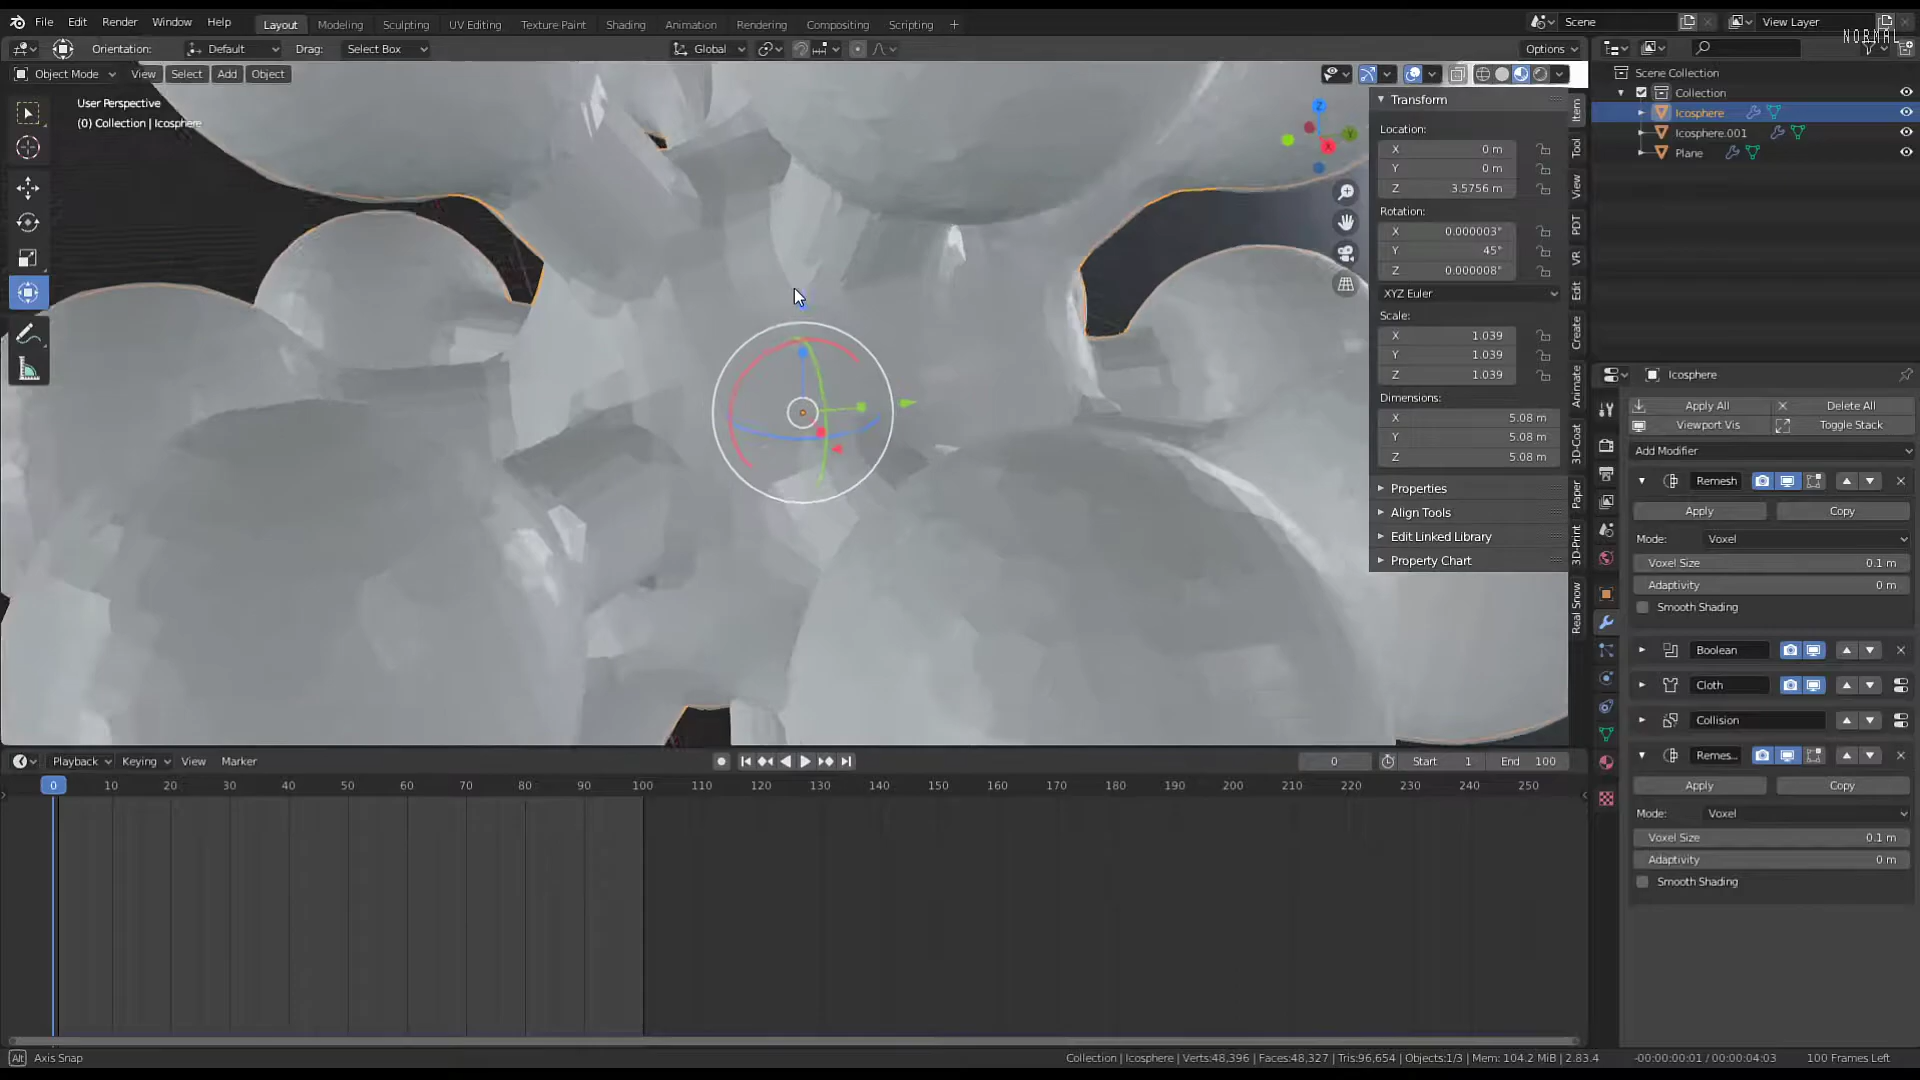 File Edit Render Window Help Layout Modeling Sculpting UV Editing Texture Paint Shading Animation Rendering Compositing Scripting + Scene View Layer
NORMAL
Orientation: Default Drag: Select Box Global Options
Object Mode View Select Add Object
User Perspective
(0) Collection | Icosphere
Z
Y
X
Transform
Location:
X 0 m
Y 0 m
Z 3.5756 m
Rotation:
X 0.000003°
Y 45°
Z 0.000008°
XYZ Euler
Scale:
X 1.039
Y 1.039
Z 1.039
Dimensions:
X 5.08 m
Y 5.08 m
Z 5.08 m
Properties
Align Tools
Edit Linked Library
Property Chart
Item
Tool
View
PDT
VR
Edit
Create
Animate
3D-Coat
Paper
3D-Print
Real Snow
Scene Collection
Collection
Icosphere
Icosphere.001
Plane
Icosphere
Apply All Delete All
Viewport Vis Toggle Stack
Add Modifier
Remesh
Apply Copy
Mode: Voxel
Voxel Size 0.1 m
Adaptivity 0 m
Smooth Shading
Boolean
Cloth
Collision
Remes...
Apply Copy
Mode: Voxel
Voxel Size 0.1 m
Adaptivity 0 m
Smooth Shading
Playback Keying View Marker 0 Start 1 End 100
0 10 20 30 40 50 60 70 80 90 100 110 120 130 140 150 160 170 180 190 200 210 220 230 240 250
Alt Axis Snap
Collection | Icosphere | Verts:48,396 | Faces:48,327 | Tris:96,654 | Objects:1/3 | Mem: 104.2 MiB | 2.83.4 -00:00:00:01 / 00:00:04:03 100 Frames Left